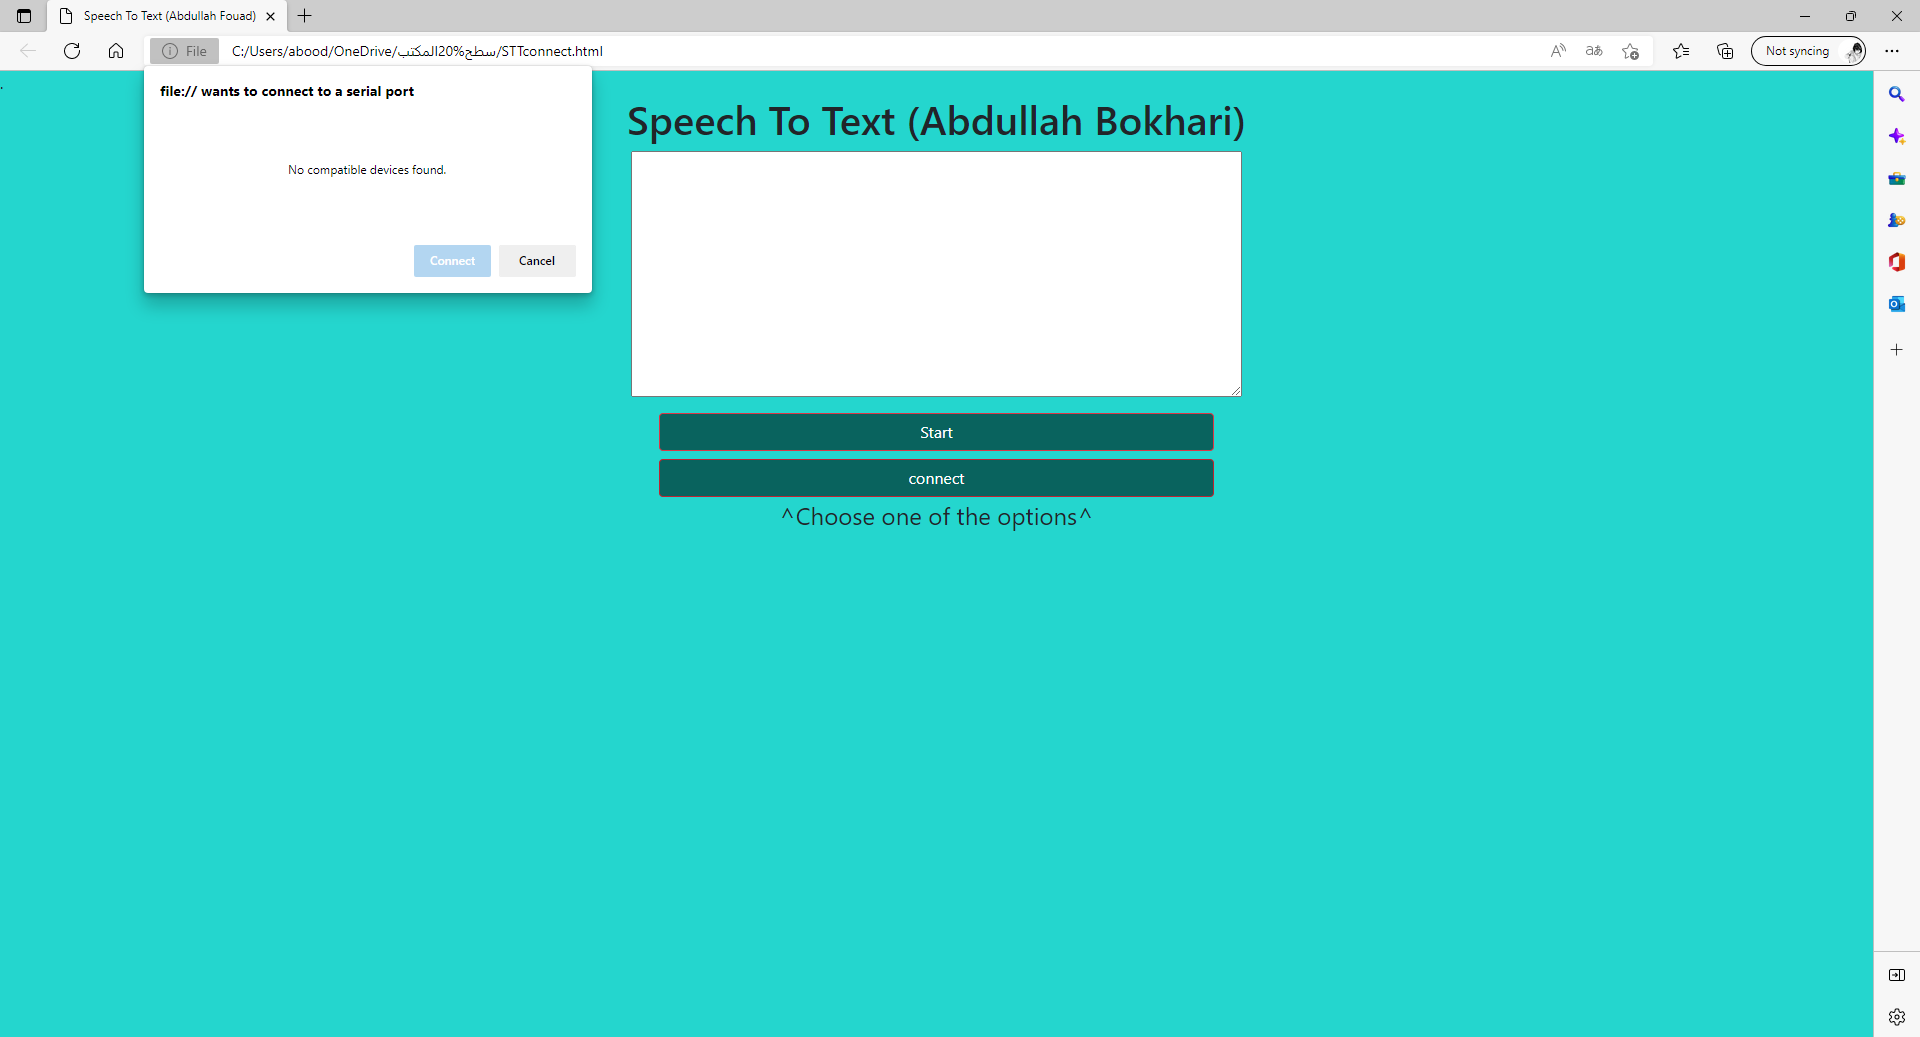 Speech To Text (Abdullah Fouad)
File
C:/Users/abood/OneDrive/سطح%20المكتب/STTconnect.html
Not syncing
file:// wants to connect to a serial port
No compatible devices found.
Connect
Cancel
Speech To Text (Abdullah Bokhari)
Start
connect
^Choose one of the options^